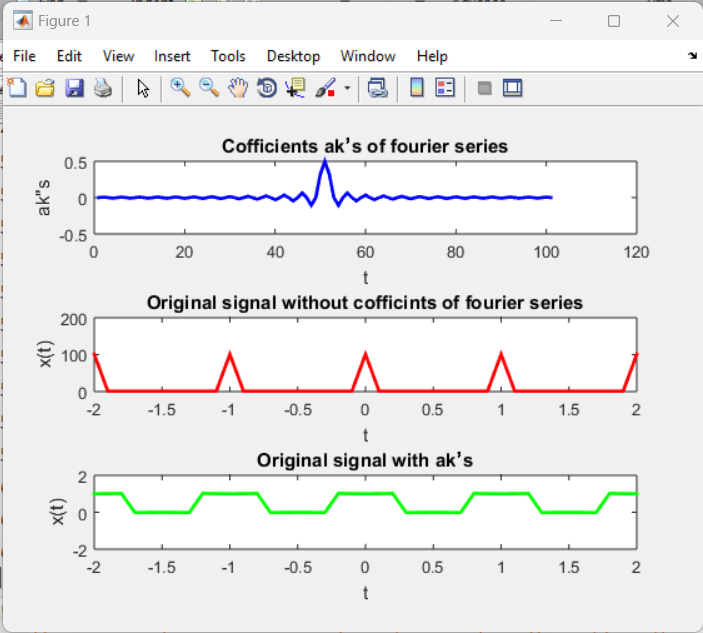 Figure 1
File Edit View Insert Tools Desktop Window Help
Cofficients ak's of fourier series
0.5
0
-0.5
ak"s
0 20 40 60 80 100 120
t
Original signal without cofficints of fourier series
200
100
0
x(t)
-2 -1.5 -1 -0.5 0 0.5 1 1.5 2
t
Original signal with ak's
2
0
-2
x(t)
-2 -1.5 -1 -0.5 0 0.5 1 1.5 2
t